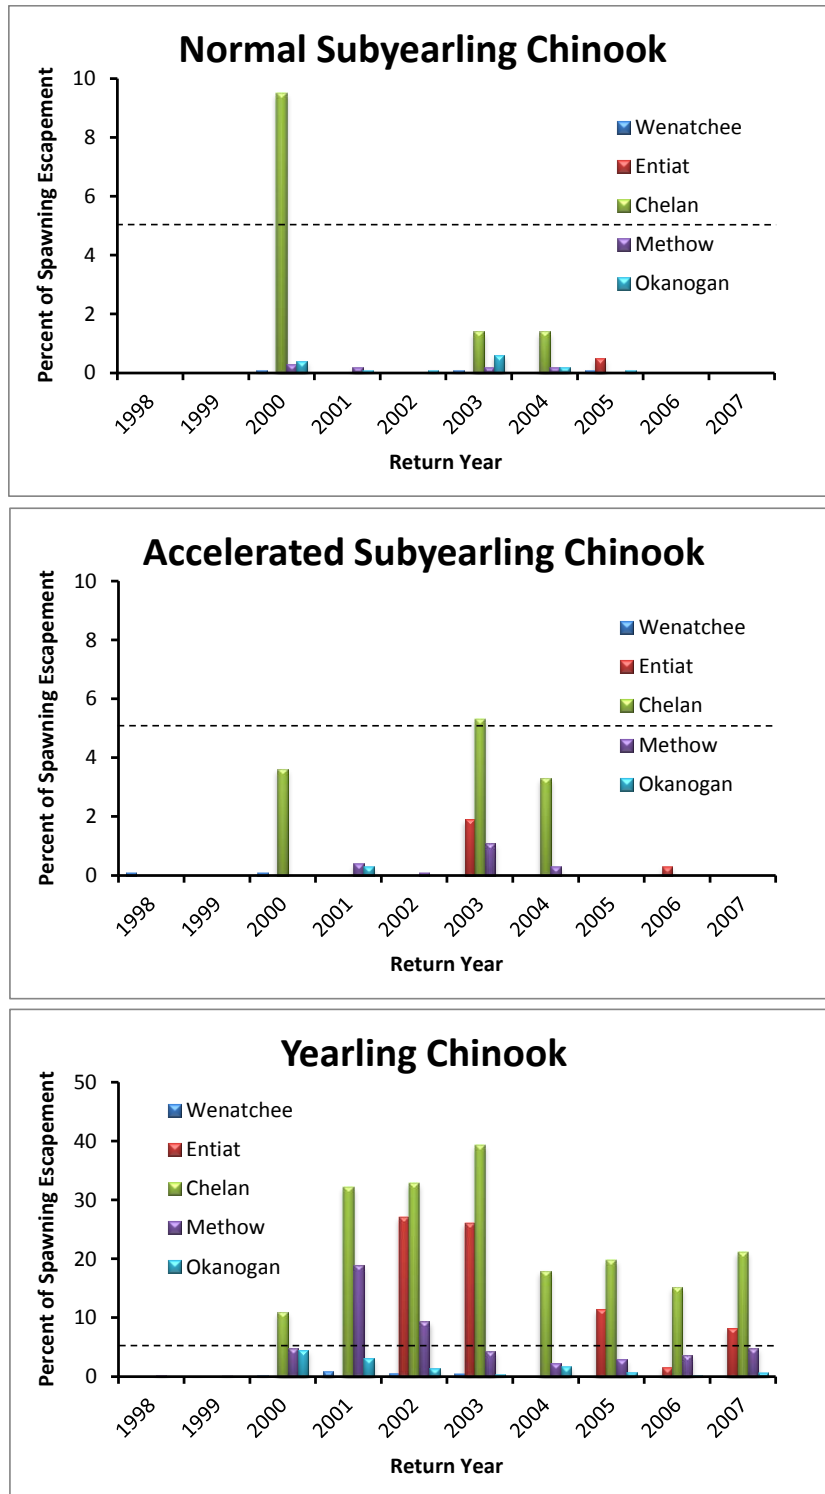 Normal Subyearling Chinook
Percent of Spawning Escapement
10
8
6
4
2
0
Wenatchee
Entiat
Chelan
Methow
Okanogan
1998 1999 2000 2001 2002 2003 2004 2005 2006 2007
Return Year
Accelerated Subyearling Chinook
Percent of Spawning Escapement
10
8
6
4
2
0
Wenatchee
Entiat
Chelan
Methow
Okanogan
1998 1999 2000 2001 2002 2003 2004 2005 2006 2007
Return Year
Yearling Chinook
Percent of Spawning Escapement
50
40
30
20
10
0
Wenatchee
Entiat
Chelan
Methow
Okanogan
1998 1999 2000 2001 2002 2003 2004 2005 2006 2007
Return Year